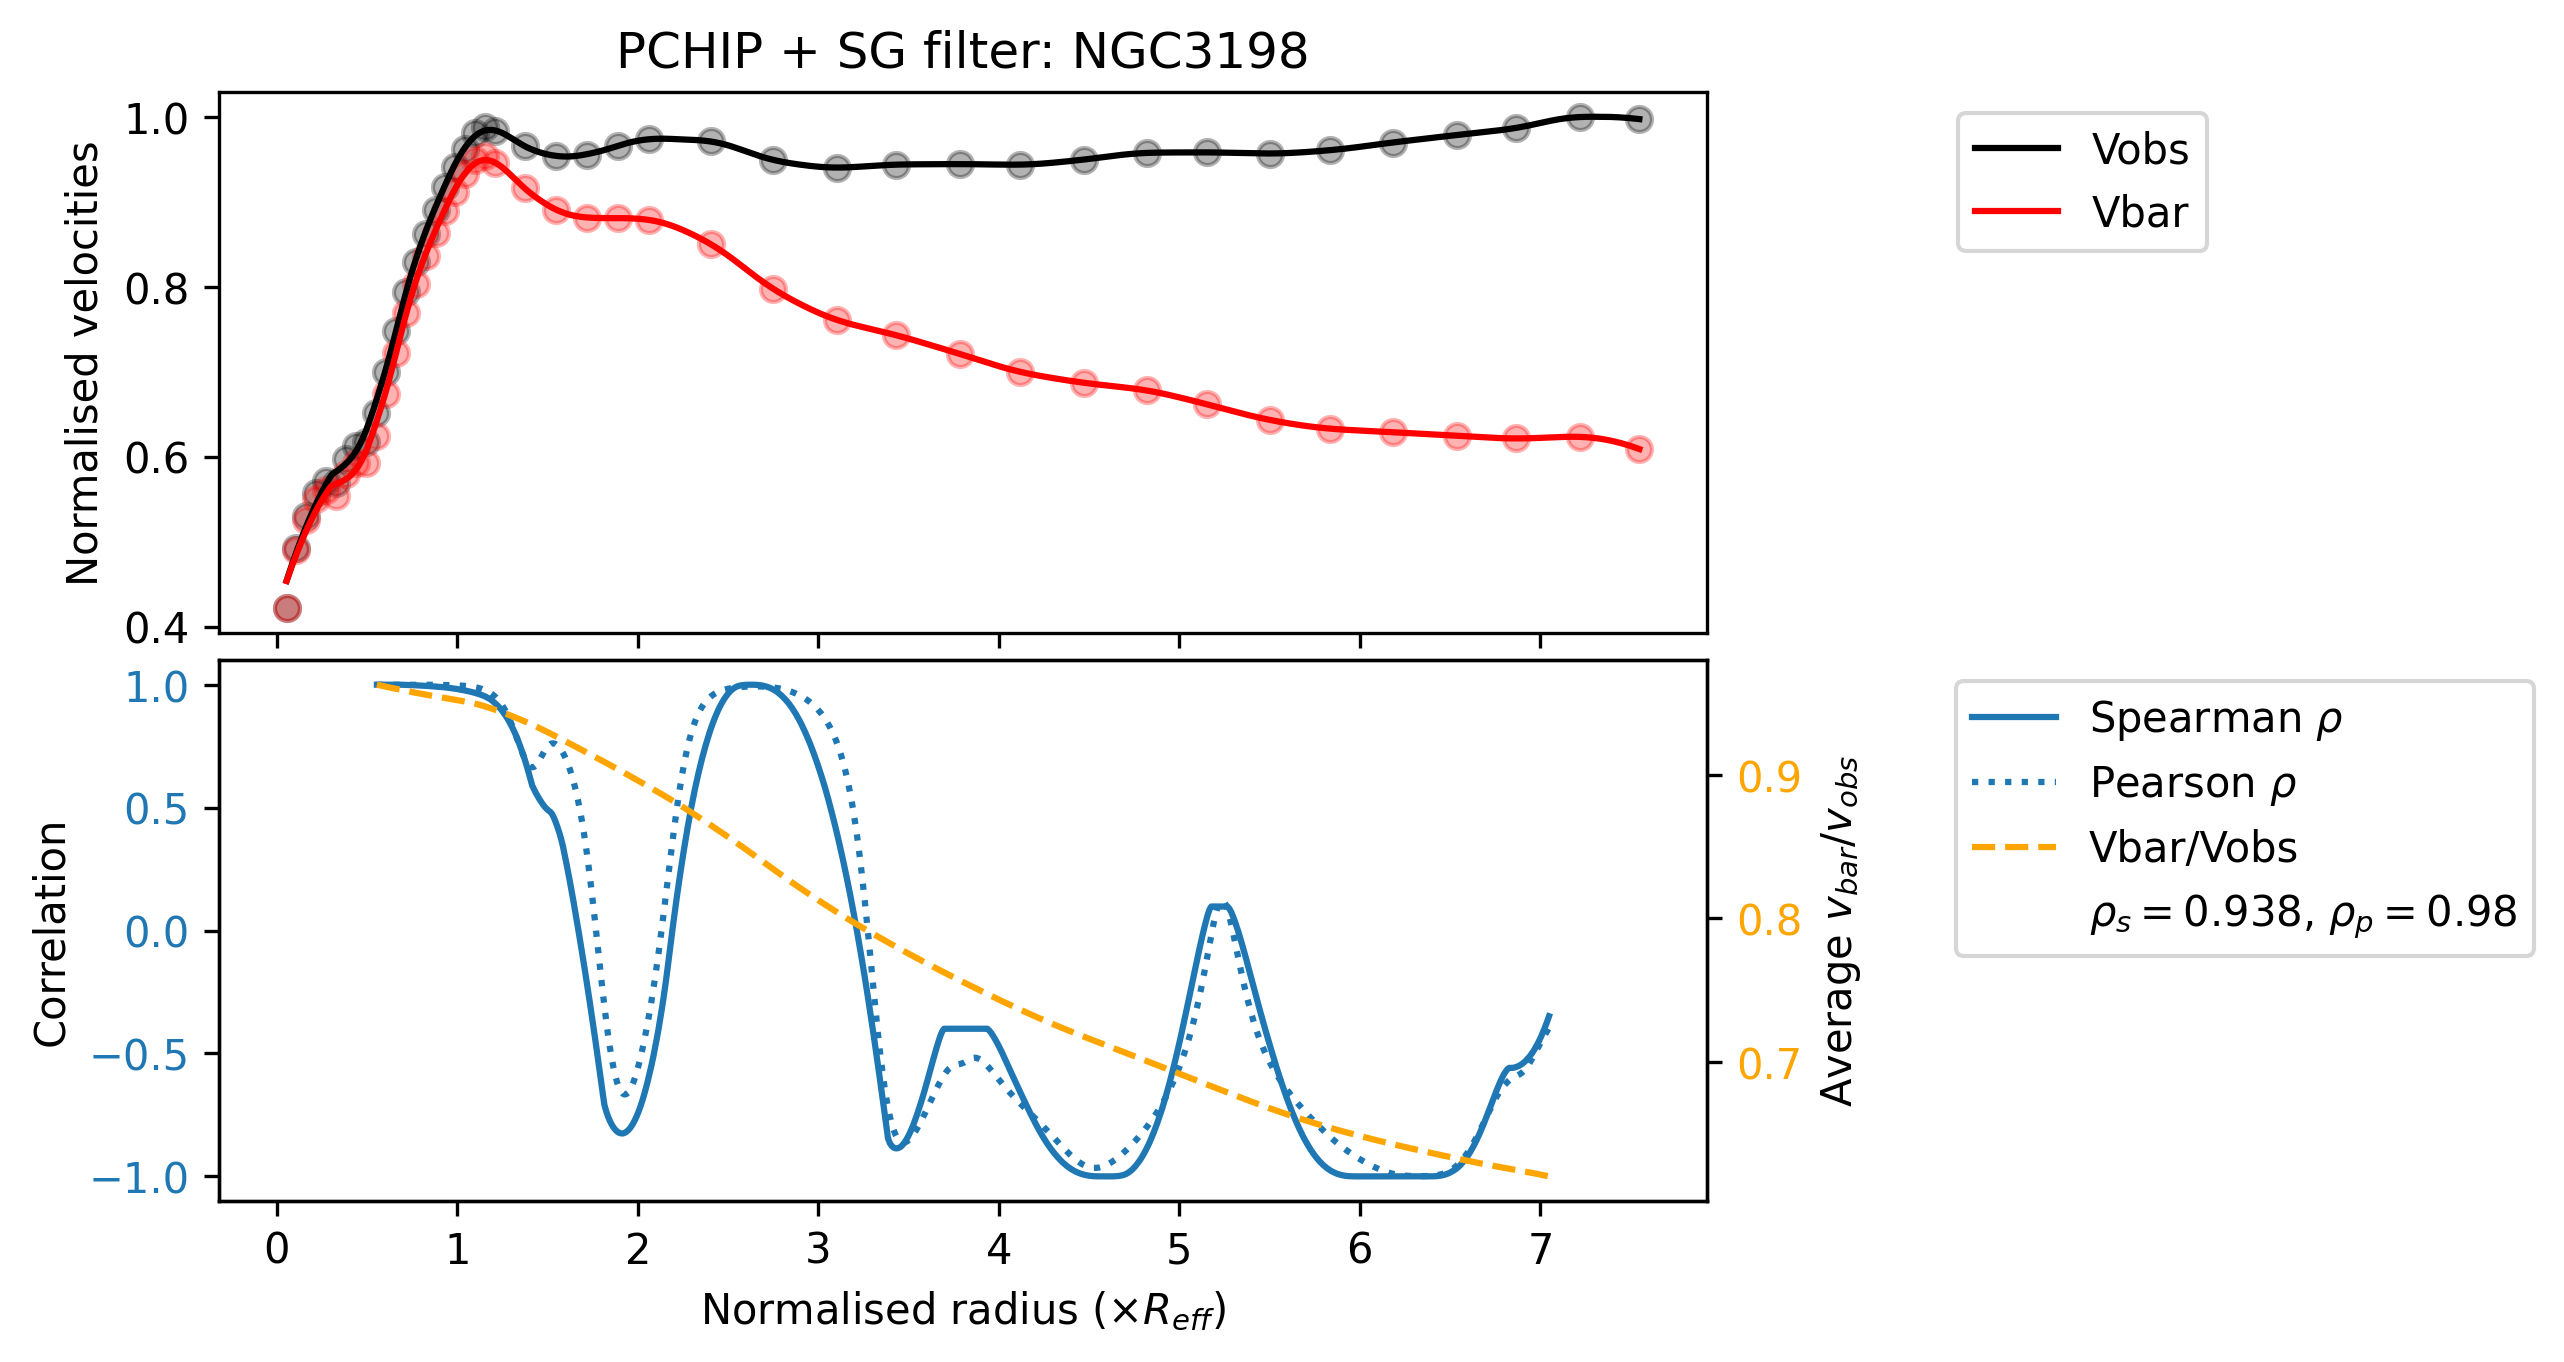 PCHIP + SG filter: NGC3198
Normalised velocities
1.0
0.8
0.6
0.4
Vobs
Vbar
Correlation
1.0
0.5
0.0
−0.5
−1.0
0.9
0.8
0.7
Average v_bar/v_obs
Spearman ρ
Pearson ρ
Vbar/Vobs
ρ_s = 0.938, ρ_p = 0.98
0 1 2 3 4 5 6 7
Normalised radius (×R_eff)